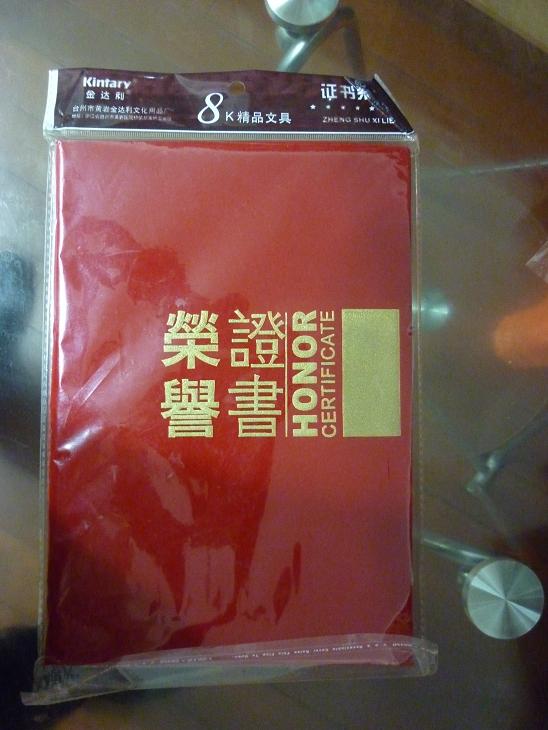 Kintary
金达利
台州市黄岩金达利文化用品厂
8K精品文具
证书系
ZHENG SHU XI LIE
榮譽
證書
HONOR
CERTIFICATE